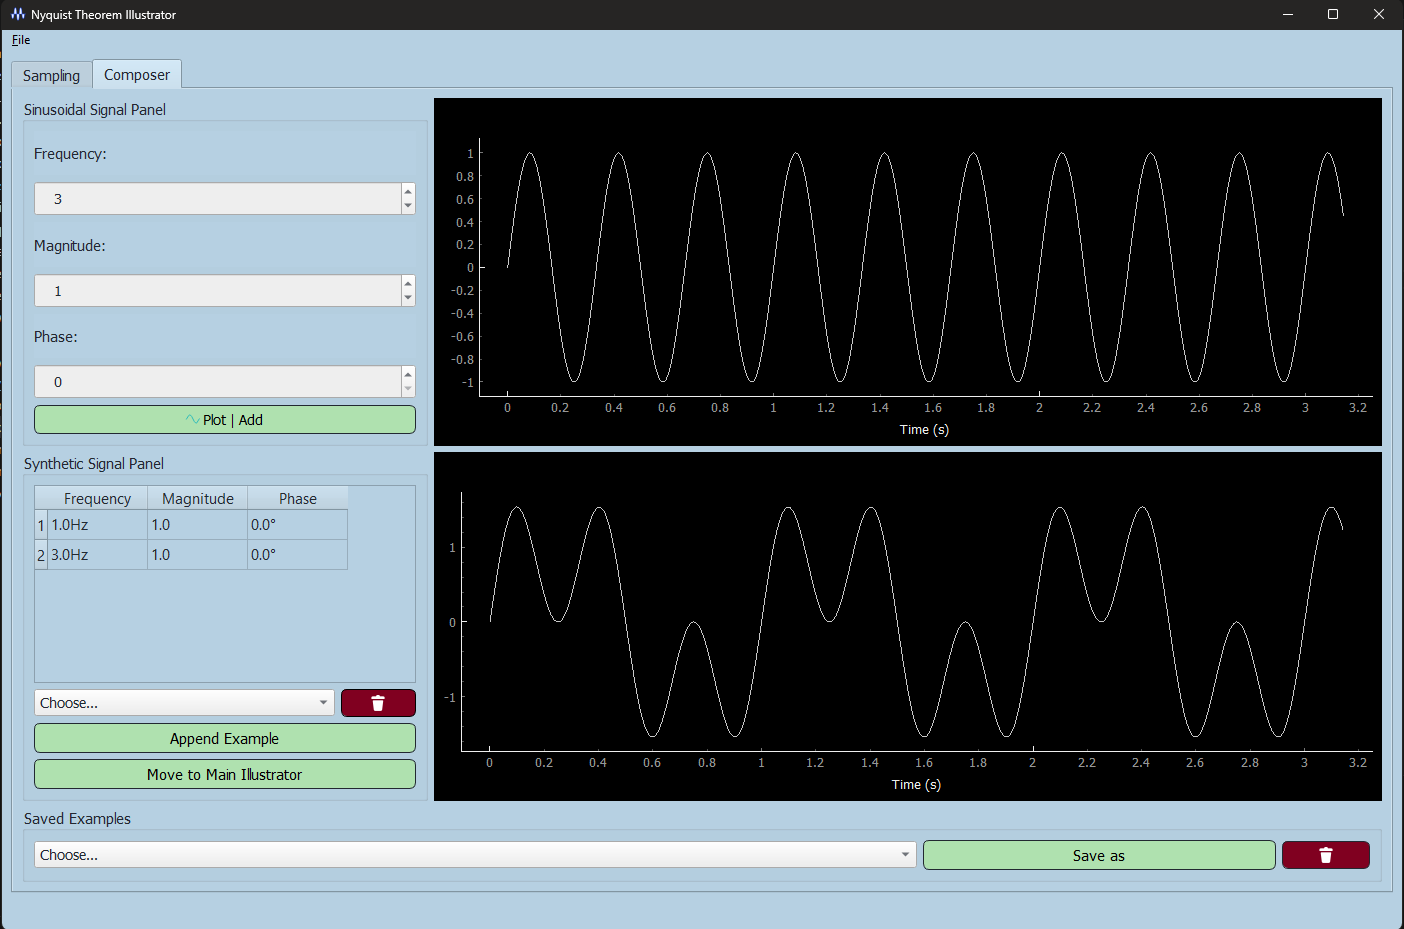 Nyquist Theorem Illustrator
File
Sampling Composer
Sinusoidal Signal Panel
Frequency:
3
Magnitude:
1
Phase:
0
Plot | Add
1
0.8
0.6
0.4
0.2
0
-0.2
-0.4
-0.6
-0.8
-1
0 0.2 0.4 0.6 0.8 1 1.2 1.4 1.6 1.8 2 2.2 2.4 2.6 2.8 3 3.2
Time (s)
Synthetic Signal Panel
Frequency Magnitude Phase
1 1.0Hz 1.0 0.0°
2 3.0Hz 1.0 0.0°
Choose...
Append Example
Move to Main Illustrator
1
0
-1
0 0.2 0.4 0.6 0.8 1 1.2 1.4 1.6 1.8 2 2.2 2.4 2.6 2.8 3 3.2
Time (s)
Saved Examples
Choose... Save as